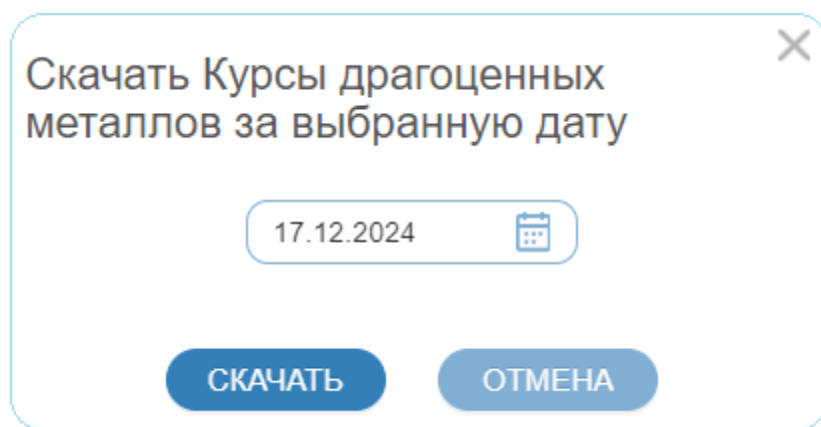 Скачать Курсы драгоценных
металлов за выбранную дату
17.12.2024
СКАЧАТЬ
ОТМЕНА